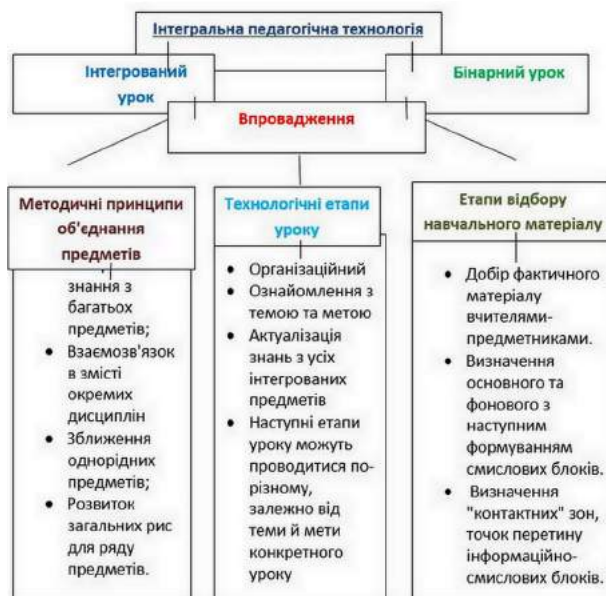 Інтегральна педагогічна технологія
Інтегрований
урок
Бінарний урок
Впровадження
Методичні принципи
об'єднання
предметів
знання з
багатьох
предметів;
• Взаємозв'язок
в змісті
окремих
дисциплін
• Зближення
однорідних
предметів;
• Розвиток
загальних рис
для ряду
предметів.
Технологічні етапи
уроку
• Організаційний
• Ознайомлення з
темою та метою
• Актуалізація
знань з усіх
інтегрованих
предметів
• Наступні етапи
уроку можуть
проводитися по-
різному,
залежно від
теми й мети
конкретного
уроку
Етапи відбору
навчального матеріалу
• Добір фактичного
матеріалу
вчителями-
предметниками.
• Визначення
основного та
фонового з
наступним
формуванням
смислових блоків.
• Визначення
"контактних" зон,
точок перетину
інформаційно-
смислових блоків.